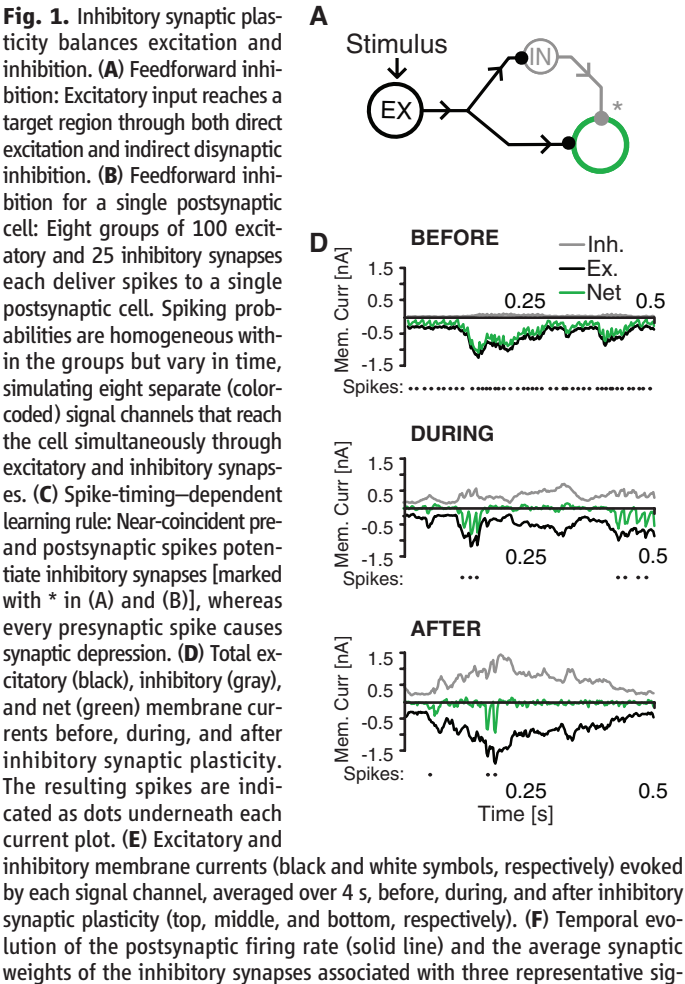 Fig. 1. Inhibitory synaptic plas-
ticity balances excitation and
inhibition. (A) Feedforward inhi-
bition: Excitatory input reaches a
target region through both direct
excitation and indirect disynaptic
inhibition. (B) Feedforward inhi-
bition for a single postsynaptic
cell: Eight groups of 100 excit-
atory and 25 inhibitory synapses
each deliver spikes to a single
postsynaptic cell. Spiking prob-
abilities are homogeneous with-
in the groups but vary in time,
simulating eight separate (color-
coded) signal channels that reach
the cell simultaneously through
excitatory and inhibitory synaps-
es. (C) Spike-timing–dependent
learning rule: Near-coincident pre-
and postsynaptic spikes poten-
tiate inhibitory synapses [marked
with * in (A) and (B)], whereas
every presynaptic spike causes
synaptic depression. (D) Total ex-
citatory (black), inhibitory (gray),
and net (green) membrane cur-
rents before, during, and after
inhibitory synaptic plasticity.
The resulting spikes are indi-
cated as dots underneath each
current plot. (E) Excitatory and
inhibitory membrane currents (black and white symbols, respectively) evoked
by each signal channel, averaged over 4 s, before, during, and after inhibitory
synaptic plasticity (top, middle, and bottom, respectively). (F) Temporal evo-
lution of the postsynaptic firing rate (solid line) and the average synaptic
weights of the inhibitory synapses associated with three representative sig-
A
Stimulus
EX
IN
*
D
BEFORE
Inh.
Ex.
Net
Mem. Curr [nA]
1.5
0.5
-0.5
-1.5
0.25
0.5
Spikes:
DURING
Mem. Curr [nA]
1.5
0.5
-0.5
-1.5
0.25
0.5
Spikes:
AFTER
Mem. Curr [nA]
1.5
0.5
-0.5
-1.5
Spikes:
0.25
0.5
Time [s]